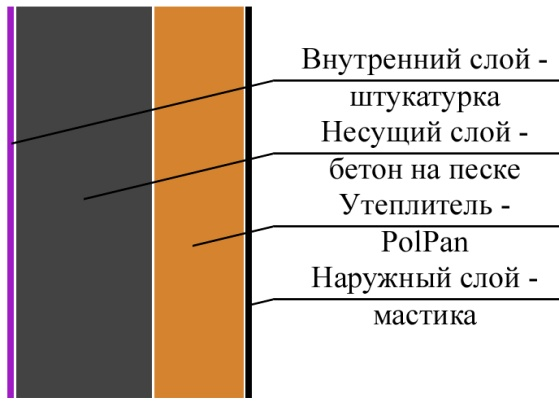 Внутренний слой -
штукатурка
Несущий слой -
бетон на песке
Утеплитель -
PolPan
Наружный слой -
мастика